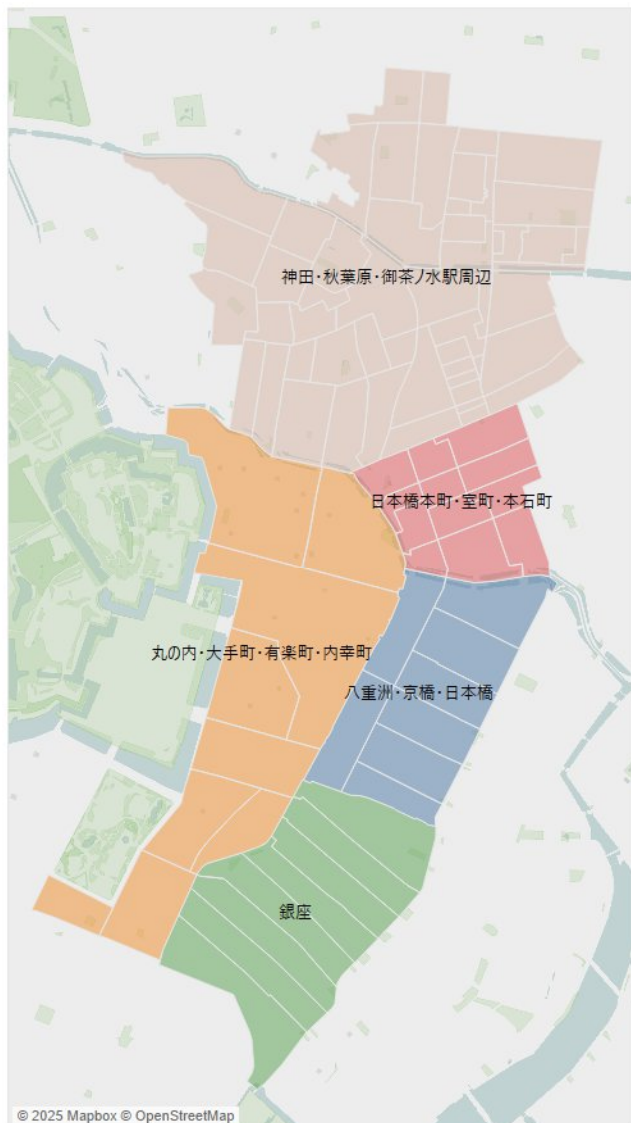 神田・秋葉原・御茶ノ水駅周辺
日本橋本町・室町・本石町
丸の内・大手町・有楽町・内幸町
八重洲・京橋・日本橋
銀座
© 2025 Mapbox © OpenStreetMap